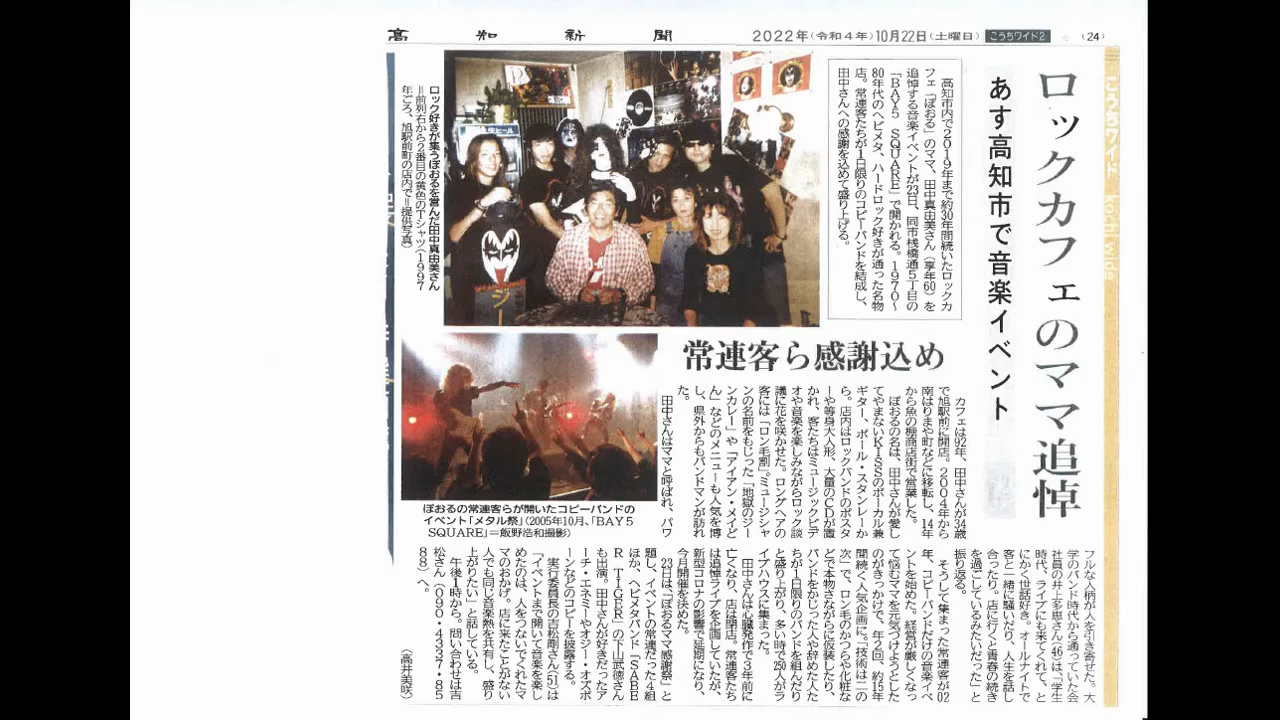 高知新聞
2022年(令和4年)10月22日(土曜日)
こうちワイド2
(24)
こうちワイド Kochi wide
ロックカフェのママ追悼
あす高知市で音楽イベント
高知市内で2019年まで約30年間続いたロックカ
フェ「ぽおる」のママ、田中真由美さん(享年60)を
追悼する音楽イベントが23日、同市桟橋通5丁目の
「BAY5 SQUARE」で開かれる。1970〜
80年代のヘビメタ、ハードロック好きが通った名物
店。常連客たちが1日限りのコピーバンドを結成し、
田中さんへの感謝を込めて盛り上げる。
ロック好きが集うぽおるを営んだ田中真由美さん
=前列右から2番目の黄色のTシャツ(1997
年ごろ、旭駅前町の店内で=提供写真)
常連客ら感謝込め
カフェは92年、田中さんが34歳
で旭駅前に開店。2004年から
南はりまや町などに移転し、14年
から魚の棚商店街で営業した。
ぽおるの名は、田中さんが愛し
てやまないKISSのボーカル兼
ギター、ポール・スタンレーか
ら。店内はロックバンドのポスタ
ーや等身大人形、大量のCDが置
かれ、客たちはミュージックビデ
オや音楽を楽しみながらロック談
議に花を咲かせた。ロングヘアの
客には「ロン毛割」。ミュージシャ
ンの名前をもじった「地獄のジー
ンカレー」や「アイアン・メイど
ん」などのメニューも人気を博
し、県外からもバンドマンが訪れ
た。
田中さんはママと呼ばれ、パワ
フルな人柄が人を引き寄せた。大
学のバンド時代から通っていた会
社員の井上多恵さん(46)は「学生
時代、ライブにも来てくれて、と
にかく世話好き。オールナイトで
客と一緒に騒いだり、人生を話し
合ったり。店に行くと青春の続き
を過ごしているみたいだった」と
振り返る。
そうして集まった常連客が02
年、コピーバンドだけの音楽イベ
ントを始めた。経営が厳しくなっ
て悩むママを元気づけようとした
のがきっかけで、年2回、約15年
間続く人気企画に。「技術は二の
次」で、ロン毛のかつらや化粧な
どで本物さながらに仮装したり、
バンドをかじった人や辞めた人た
ちが1日限りのバンドを組んだり
と盛り上がり、多い時で250人がラ
イブハウスに集まった。
田中さんは心臓発作で3年前に
亡くなり、店は閉店。常連客たち
は追悼ライブを企画していたが、
新型コロナの影響で延期になり、
今月開催を決めた。
23日は「ぽおるママ感謝祭」と
題し、イベントの常連だった4組
ほか、ヘビメタバンド「SABE
R TIGER」の下山武徳さん
も出演。田中さんが好きだったア
ーチ・エネミーやオジー・オズボ
ーンなどのコピーを披露する。
実行委員長の吉松剛さん(51)は
「イベントまで開いて音楽を楽し
めたのは、人をつないでくれたマ
マのおかげ。店に来たことがない
人でも同じ音楽熱を共有し、盛り
上がりたい」と話している。
午後1時から。問い合わせは吉
松さん(090・4337・85
88)へ。
(高井美咲)
ぽおるの常連客らが開いたコピーバンドの
イベント「メタル祭」(2005年10月、「BAY5
SQUARE」=飯野浩和撮影)